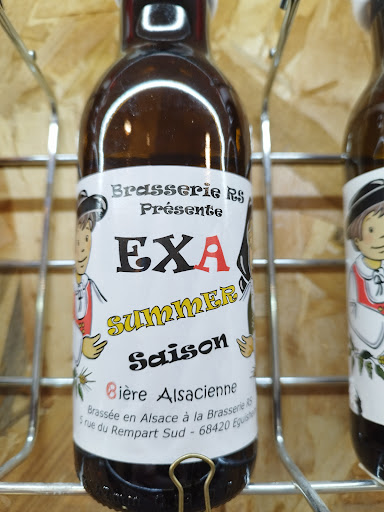 Brasserie RS
Présente
EXA
SUMMER
Saison
Bière Alsacienne
Brassée en Alsace à la Brasserie RS
5 rue du Rempart Sud - 68420